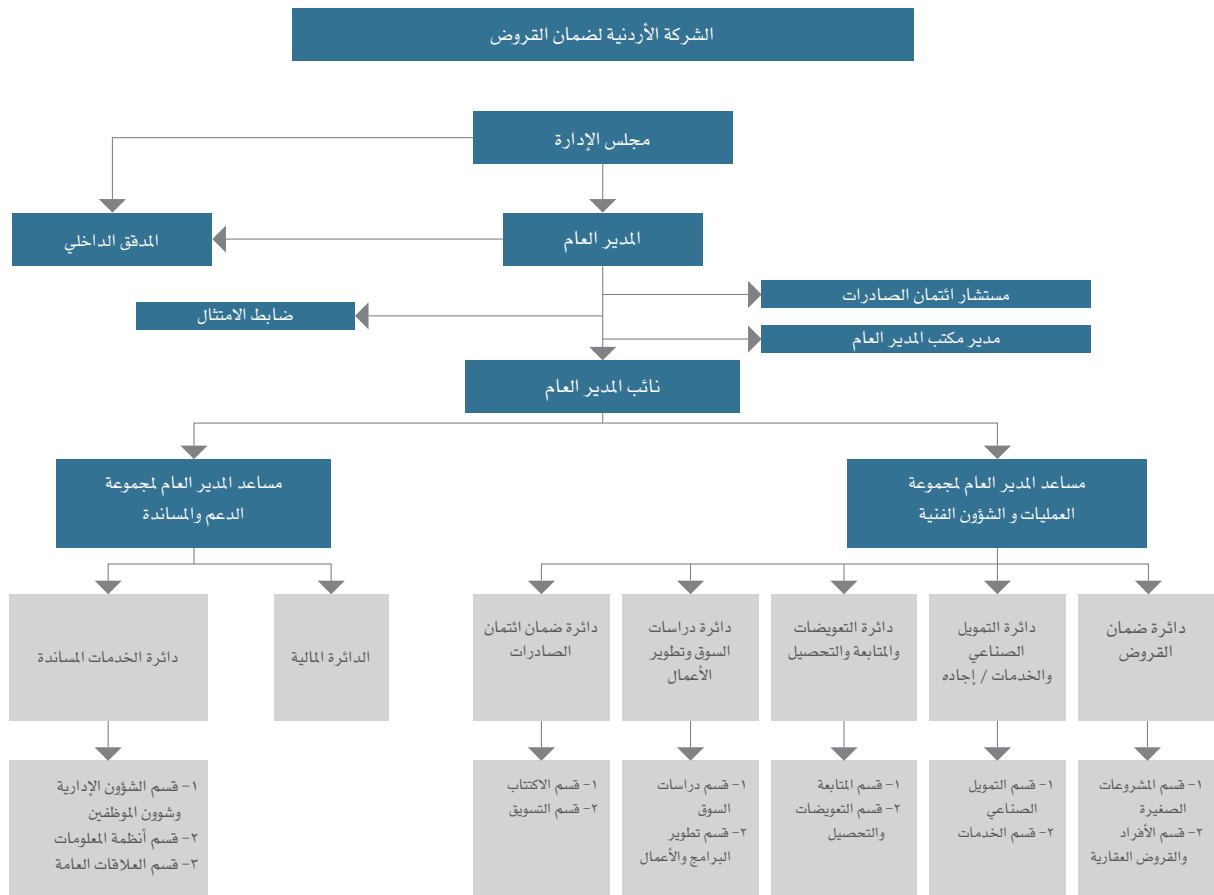 الشركة الأردنية لضمان القروض
مجلس الإدارة
المدير العام
المدقق الداخلي
مستشار ائتمان الصادرات
ضابط الامتثال
مدير مكتب المدير العام
نائب المدير العام
مساعد المدير العام لمجموعة
العمليات و الشؤون الفنية
مساعد المدير العام لمجموعة
الدعم والمساندة
دائرة ضمان
القروض
دائرة التمويل
الصناعي
والخدمات / إجاده
دائرة التعويضات
والمتابعة والتحصيل
دائرة دراسات
السوق وتطوير
الأعمال
دائرة ضمان ائتمان
الصادرات
الدائرة المالية
دائرة الخدمات المساندة
١- قسم المشروعات
الصغيرة
٢- قسم الأفراد
والقروض العقارية
١- قسم التمويل
الصناعي
٢- قسم الخدمات
١- قسم المتابعة
٢- قسم التعويضات
والتحصيل
١- قسم دراسات
السوق
٢- قسم تطوير
البرامج والأعمال
١- قسم الاكتتاب
٢- قسم التسويق
١- قسم الشؤون الإدارية
وشوون الموظفين
٢- قسم أنظمة المعلومات
٣- قسم العلاقات العامة